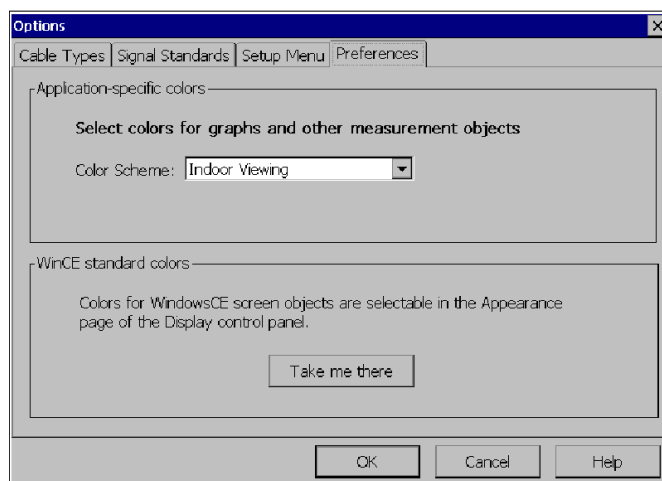 Options
Cable Types Signal Standards Setup Menu Preferences
Application-specific colors
Select colors for graphs and other measurement objects
Color Scheme: Indoor Viewing
WinCE standard colors
Colors for WindowsCE screen objects are selectable in the Appearance
page of the Display control panel.
Take me there
OK Cancel Help